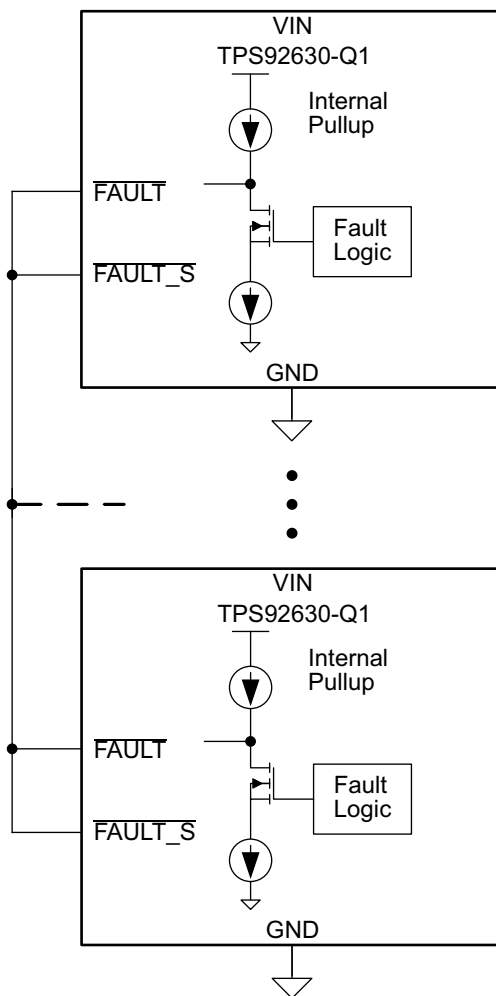 VIN
TPS92630-Q1
Internal
Pullup
FAULT
Fault
Logic
FAULT_S
GND
VIN
TPS92630-Q1
Internal
Pullup
FAULT
Fault
Logic
FAULT_S
GND